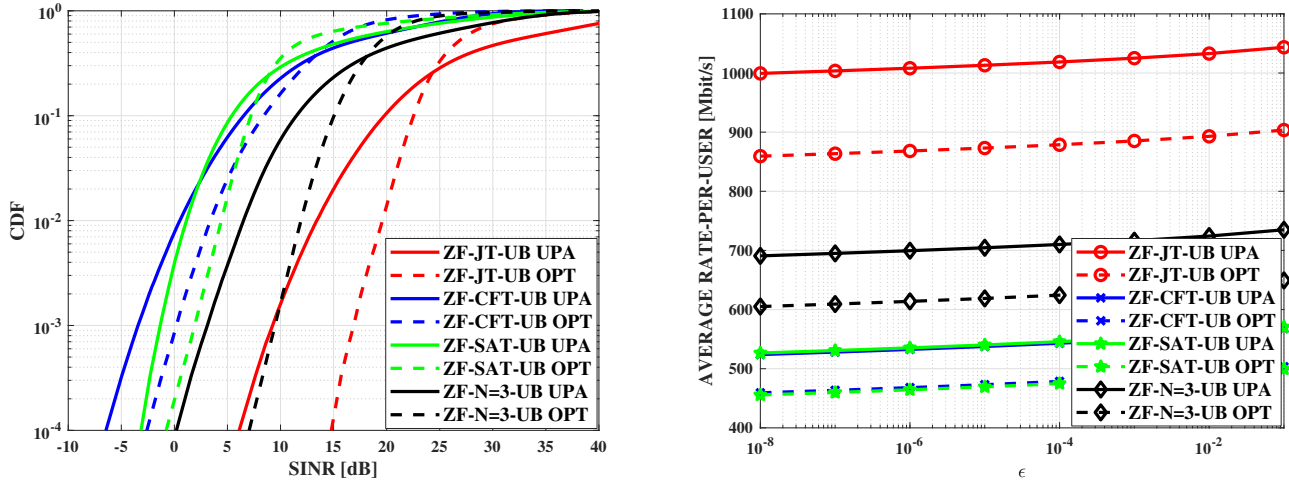 10^0
10^-1
10^-2
10^-3
10^-4
CDF
-10 -5 0 5 10 15 20 25 30 35 40
SINR [dB]
ZF-JT-UB UPA
ZF-JT-UB OPT
ZF-CFT-UB UPA
ZF-CFT-UB OPT
ZF-SAT-UB UPA
ZF-SAT-UB OPT
ZF-N=3-UB UPA
ZF-N=3-UB OPT
1100
1000
900
800
700
600
500
400
AVERAGE RATE-PER-USER [Mbit/s]
10^-8 10^-6 10^-4 10^-2
ϵ
ZF-JT-UB UPA
ZF-JT-UB OPT
ZF-CFT-UB UPA
ZF-CFT-UB OPT
ZF-SAT-UB UPA
ZF-SAT-UB OPT
ZF-N=3-UB UPA
ZF-N=3-UB OPT